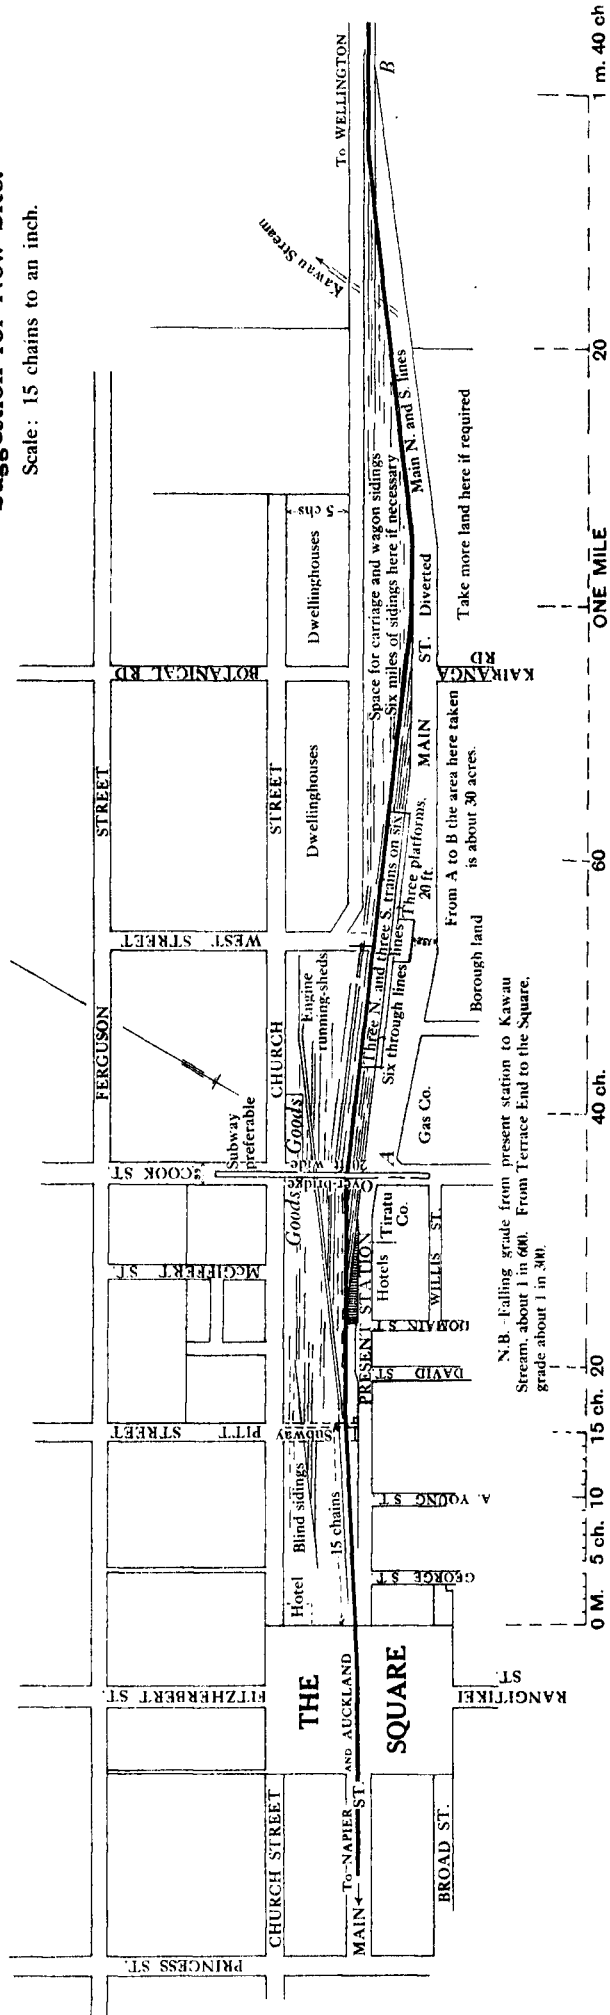 Suggestion for New Site.
Scale: 15 chains to an inch.
PRINCESS ST.
CHURCH STREET
To NAPIER AND AUCKLAND
MAIN ST.
BROAD ST.
FITZHERBERT ST.
THE
SQUARE
RANGITIKEI
ST.
Hotel
Blind sidings
15 chains
GEORGE ST
A. YOUNG ST.
PITT STREET
Subway
DAVID ST
DOMAIN ST
PRESENT STATION
McGIFFERT ST.
Goods
Hotels
Tiratu
Co.
WILLIS ST.
COOK ST.
66
Subway
preferable
Overbridge
20 ft. wide
A
Goods
Engine
running-sheds
FERGUSON STREET
CHURCH STREET
WEST STREET
Three N. and three S. trains on six lines
Six through lines
Three platforms,
20 ft.
Gas Co.
Borough land
From A to B the area here taken
is about 30 acres.
Dwellinghouses
BOTANICAL RD
Dwellinghouses
5 chs
MAIN ST. Diverted
KAIRANGA
RD
Space for carriage and wagon sidings
Six miles of sidings here if necessary
Main N. and S. lines
Take more land here if required
Kawau Stream
To WELLINGTON
B
N.B.-Falling grade from present station to Kawau
Stream, about 1 in 600. From Terrace End to the Square,
grade about 1 in 300.
0 M. 5 ch. 10 15 ch. 20 40 ch. 60 ONE MILE 20 1 m. 40 ch